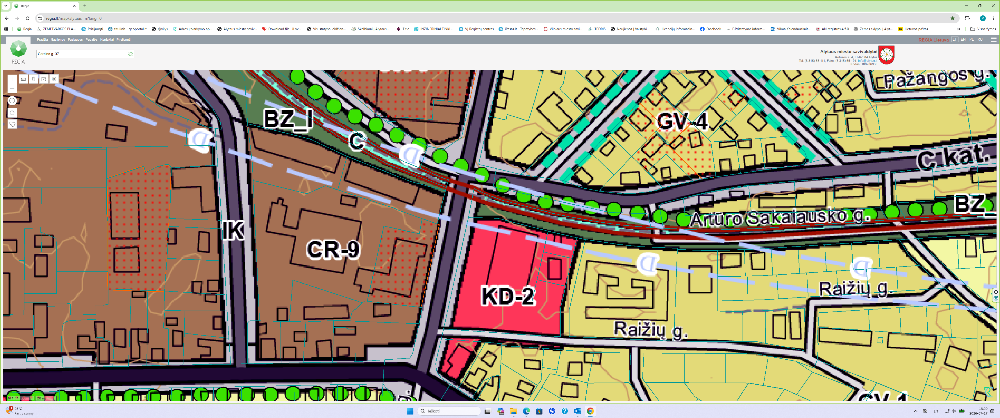 Regia
regia.lt/map/alytaus_m?lang=0
Regia
ŽEMĖTVARKOS PLA...
Prisijungti
titulinis - geoportal.lt
@vilys
Adresų tvarkymo ap...
Alytaus miesto saviv...
Download file | iLov...
Visi statybą leidžian...
Skelbimai | Alytaus...
Title
INŽINERINIAI TINKL...
VĮ Registrų centras
iPasas.lt - Tapatybės...
Vilniaus miesto savi...
TPDRIS
Naujienos | Valstybi...
Licencijų informacin...
Facebook
E.Pristatymo inform...
Vilma Kalendauskait...
AN registras 4.5.0
Žemės sklypai | Alyt...
Lietuvos paštas
Visos žymės
Pradžia Naujienos Paslaugos Pagalba Kontaktai Prisijungti
REGIA Lietuva LT EN PL RU
REGIA
Gardino g. 37
Alytaus miesto savivaldybė
Rotušės a. 4, LT-62504 Alytus
Tel. (8 315) 55 111, Faks. (8 315) 55 191, info@alytus.lt
Kodas: 188706935
Pažangos g.
BZ_I
GV-4
C
C kat.
D
D
BZ_
Arturo Sakalausko g.
IK
CR-9
D
D
KD-2
Raižių g.
Raižių g.
GV-1
M 1 : 1 000
20 m
26°C
Partly sunny
Ieškoti
LIT
13:20
2026-07-17